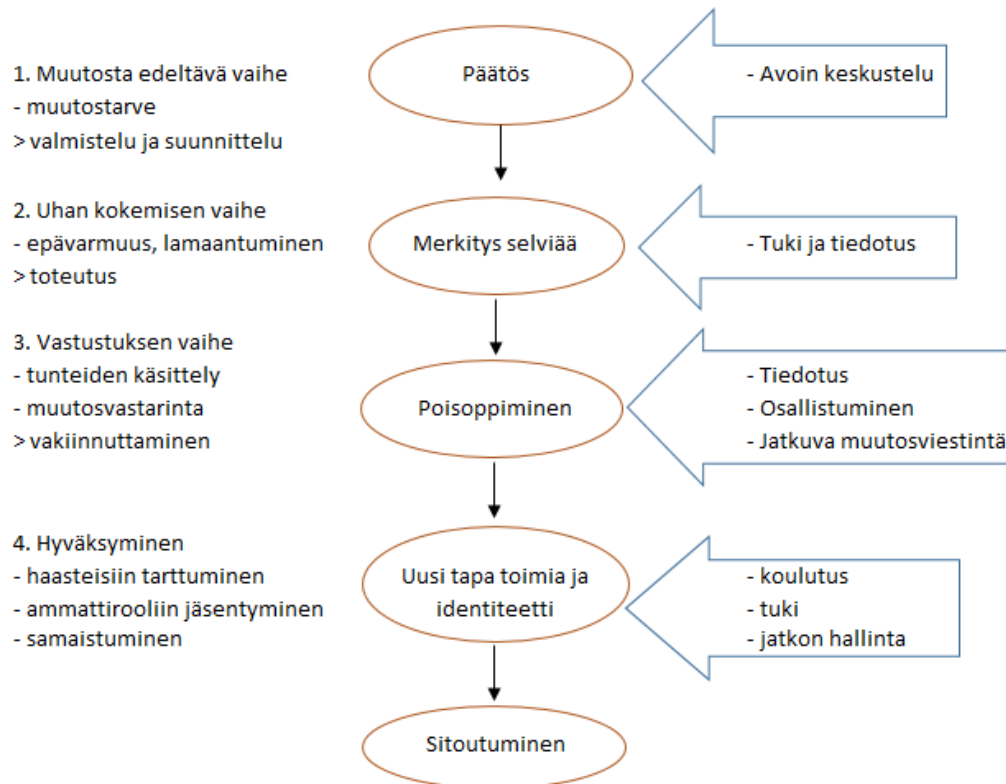 1. Muutosta edeltävä vaihe
- muutostarve
> valmistelu ja suunnittelu
Päätös
- Avoin keskustelu
2. Uhan kokemisen vaihe
- epävarmuus, lamaantuminen
> toteutus
Merkitys selviää
- Tuki ja tiedotus
3. Vastustuksen vaihe
- tunteiden käsittely
- muutosvastarinta
> vakiinnuttaminen
Poisoppiminen
- Tiedotus
- Osallistuminen
- Jatkuva muutosviestintä
4. Hyväksyminen
- haasteisiin tarttuminen
- ammattirooliin jäsentyminen
- samaistuminen
Uusi tapa toimia ja
identiteetti
- koulutus
- tuki
- jatkon hallinta
Sitoutuminen